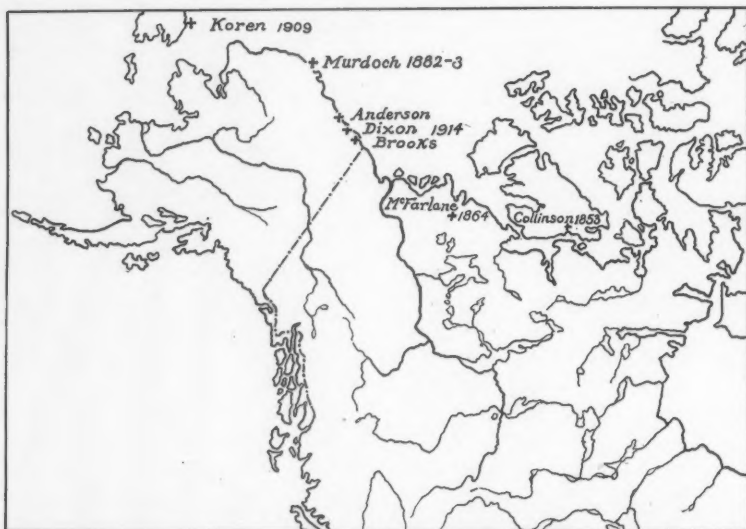 Koren 1909
Murdoch 1882-3
Anderson
Dixon 1914
Brooks
McFarlane
1864
Collinson 1853